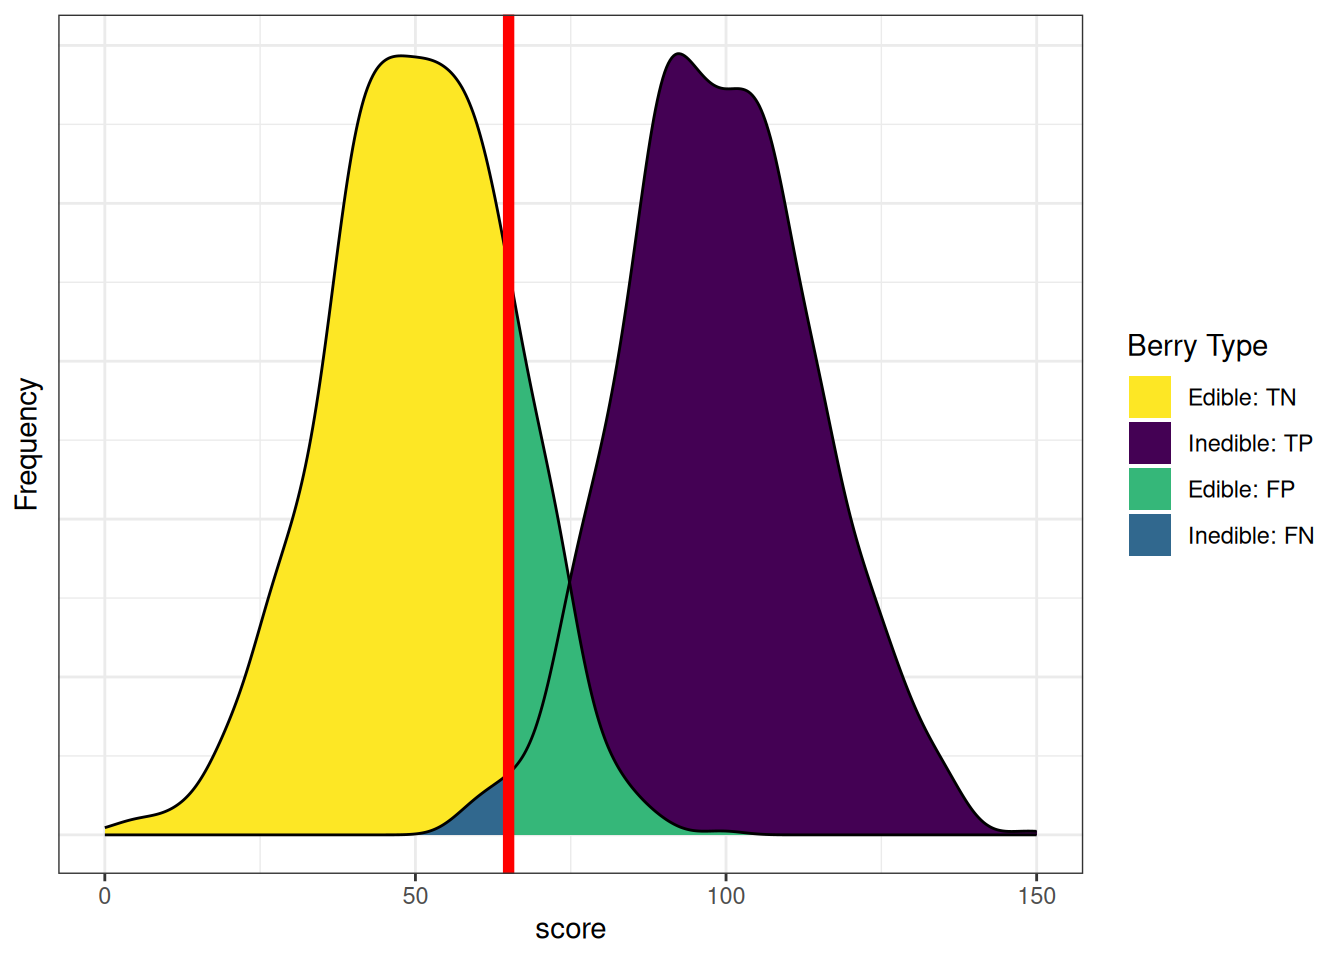 Frequency
0
50
100
150
score
Berry Type
Edible: TN
Inedible: TP
Edible: FP
Inedible: FN